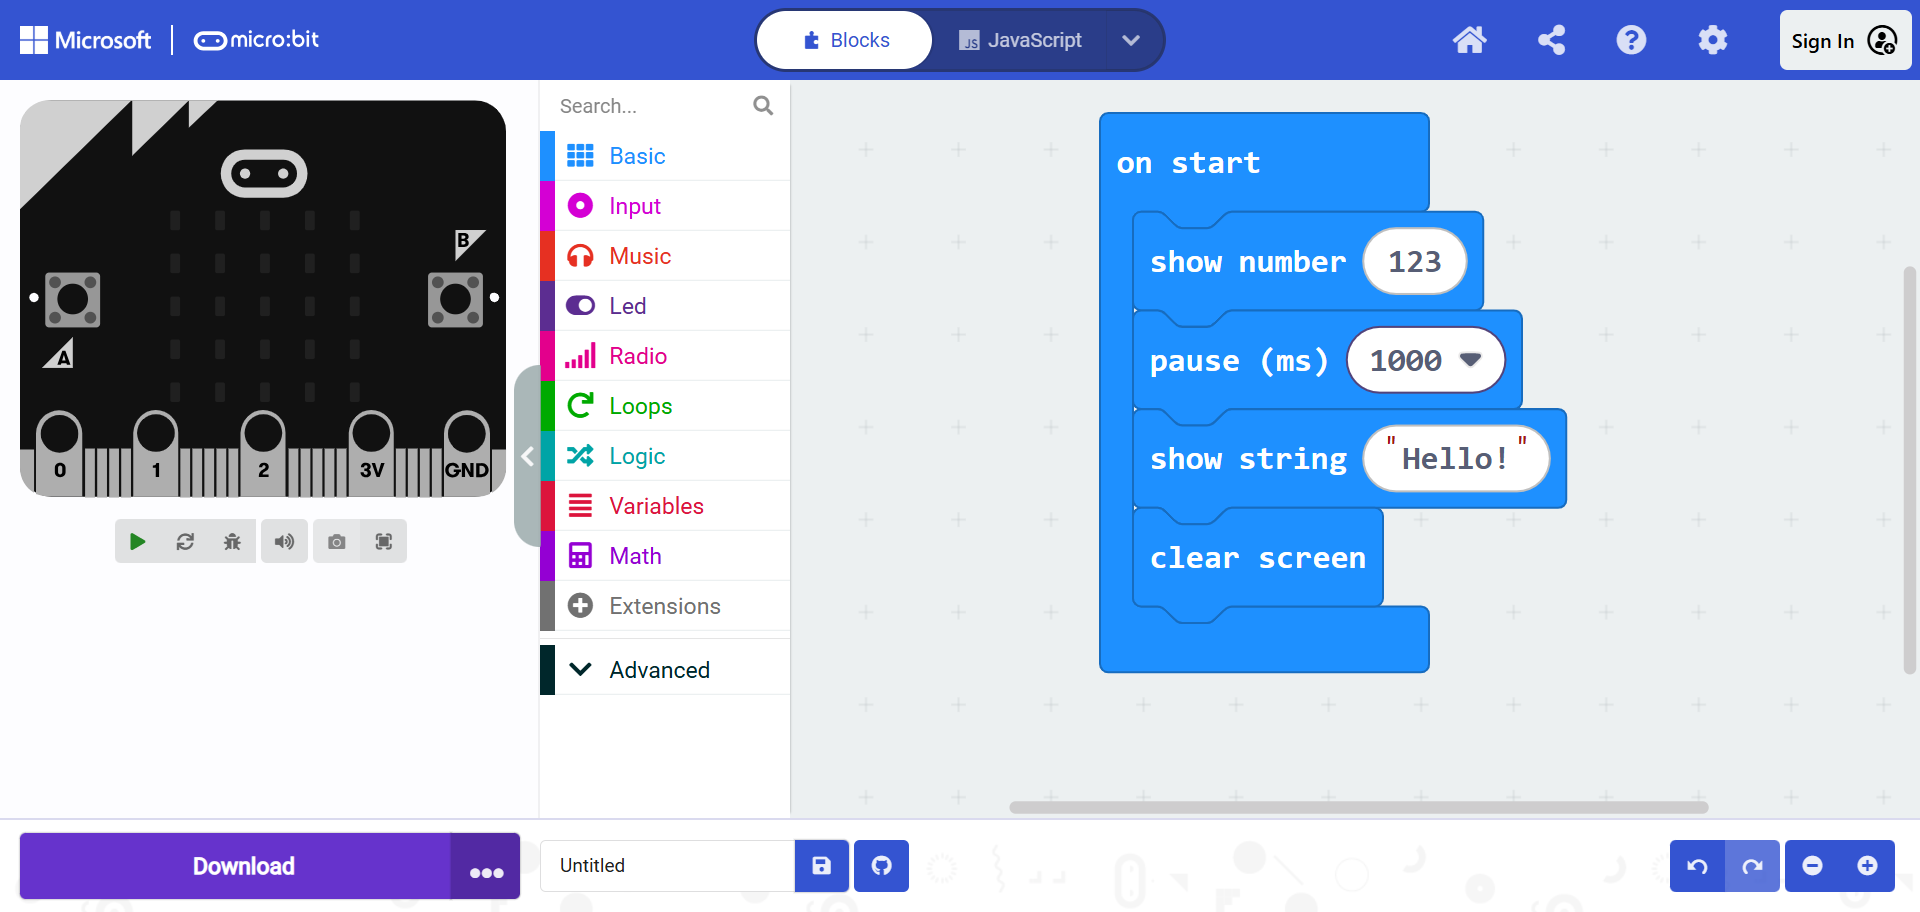 Microsoft micro:bit
Blocks
JavaScript
Sign In
B
A
0 1 2 3V GND
Search...
Basic
Input
Music
Led
Radio
Loops
Logic
Variables
Math
Extensions
Advanced
on start
show number 123
pause (ms) 1000
show string "Hello!"
clear screen
Download
Untitled